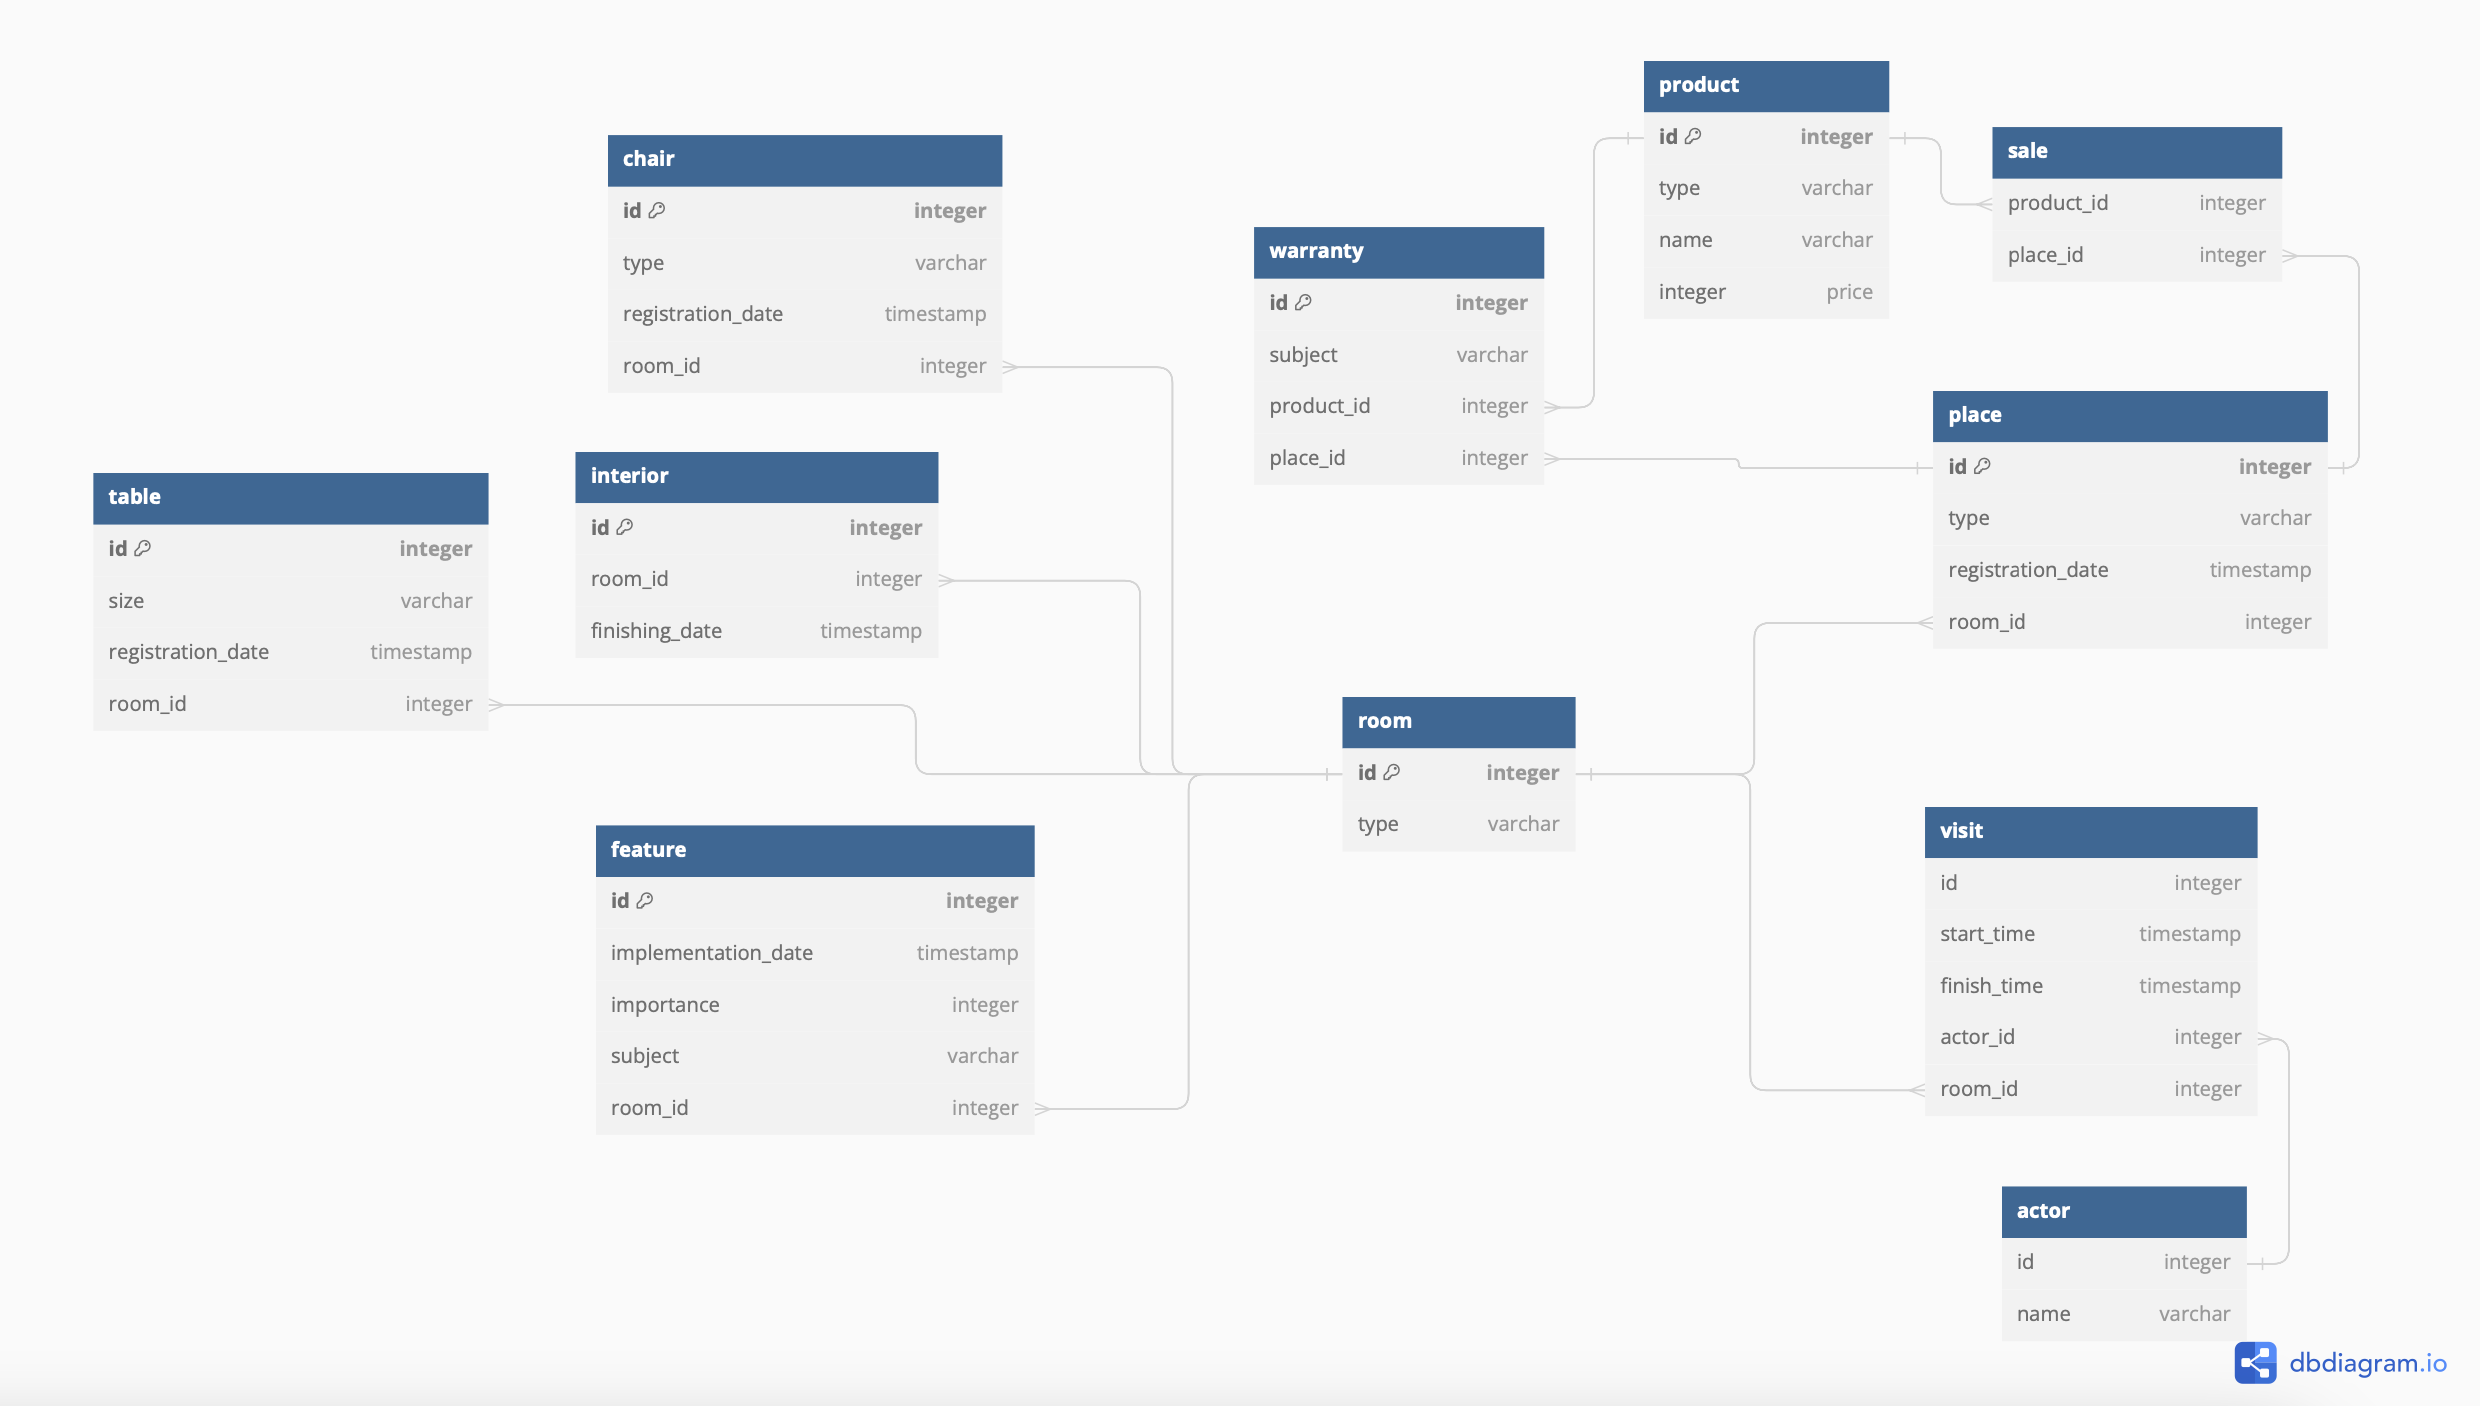 product
id integer
type varchar
name varchar
integer price
sale
product_id integer
place_id integer
chair
id integer
type varchar
registration_date timestamp
room_id integer
warranty
id integer
subject varchar
product_id integer
place_id integer
place
id integer
type varchar
registration_date timestamp
room_id integer
interior
id integer
room_id integer
finishing_date timestamp
table
id integer
size varchar
registration_date timestamp
room_id integer
room
id integer
type varchar
feature
id integer
implementation_date timestamp
importance integer
subject varchar
room_id integer
visit
id integer
start_time timestamp
finish_time timestamp
actor_id integer
room_id integer
actor
id integer
name varchar
dbdiagram.io